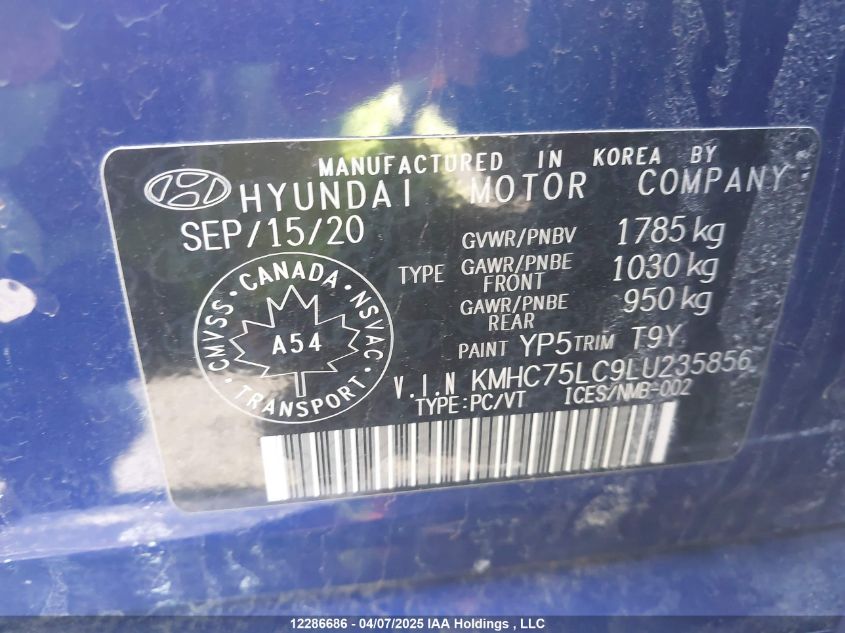 MANUFACTURED IN KOREA BY
HYUNDAI MOTOR COMPANY
SEP/15/20
GVWR/PNBV 1785 kg
TYPE GAWR/PNBE FRONT 1030 kg
GAWR/PNBE REAR 950 kg
PAINT YP5 TRIM T9Y
V.I.N KMHC75LC9LU235856
TYPE:PC/VT ICES/NMB-002
CMVSS · CANADA · NSVAC
A54
· TRANSPORT ·
12286686 - 04/07/2025 IAA Holdings , LLC